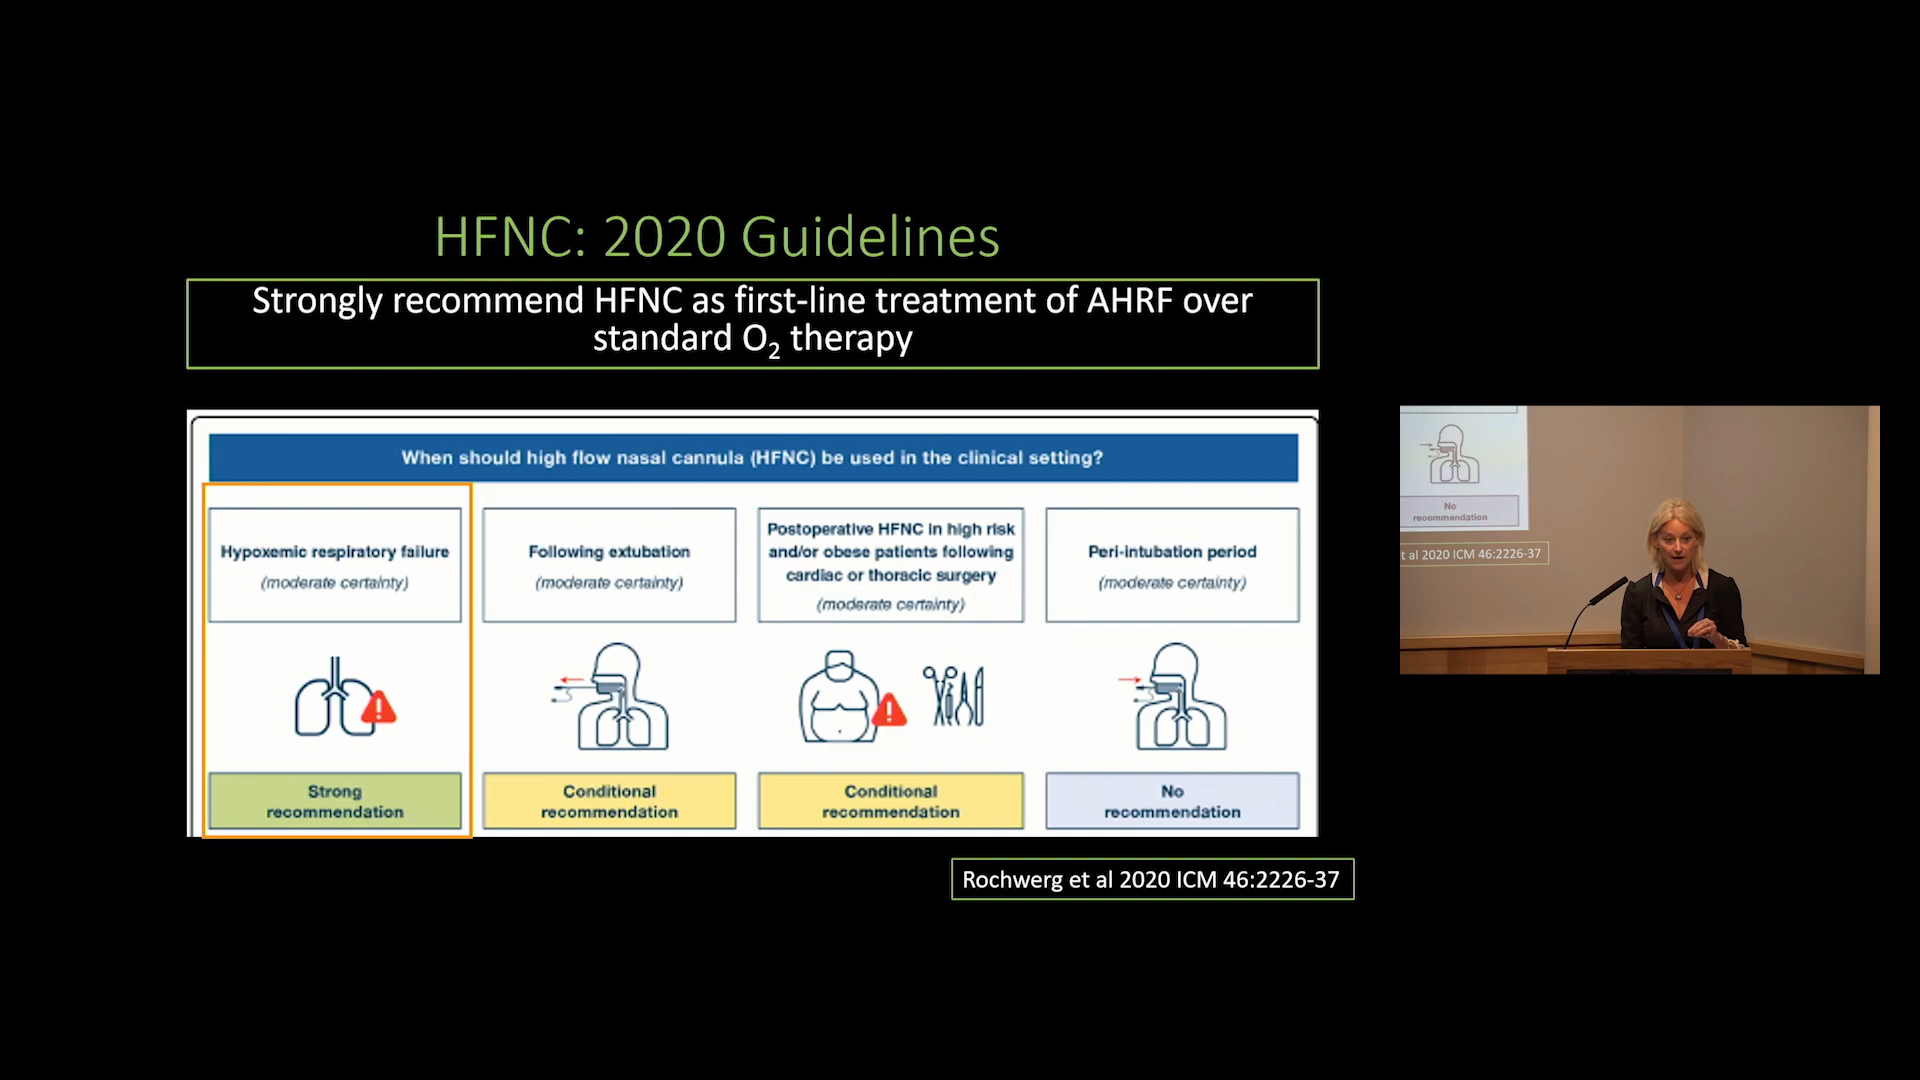 HFNC: 2020 Guidelines
Strongly recommend HFNC as first-line treatment of AHRF over
standard O₂ therapy
When should high flow nasal cannula (HFNC) be used in the clinical setting?
Hypoxemic respiratory failure
(moderate certainty)
Strong
recommendation
Following extubation
(moderate certainty)
Conditional
recommendation
Postoperative HFNC in high risk
and/or obese patients following
cardiac or thoracic surgery
(moderate certainty)
Conditional
recommendation
Peri-intubation period
(moderate certainty)
No
recommendation
Rochwerg et al 2020 ICM 46:2226-37
No
recommendation
t al 2020 ICM 46:2226-37